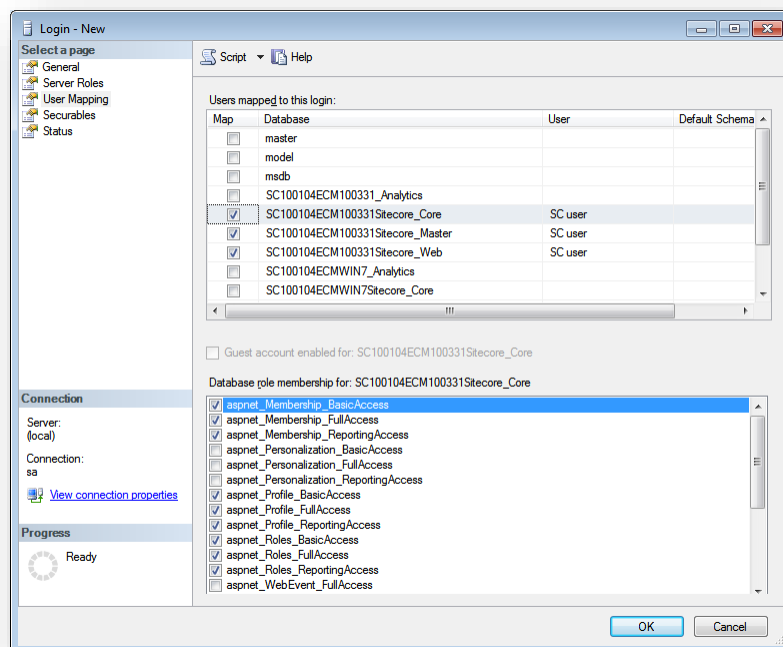 Login - New
Select a page
General
Server Roles
User Mapping
Securables
Status
Script Help
Users mapped to this login:
Map Database User Default Schema
master
model
msdb
SC100104ECM100331_Analytics
SC100104ECM100331Sitecore_Core SC user
SC100104ECM100331Sitecore_Master SC user
SC100104ECM100331Sitecore_Web SC user
SC100104ECMWIN7_Analytics
SC100104ECMWIN7Sitecore_Core
Guest account enabled for: SC100104ECM100331Sitecore_Core
Database role membership for: SC100104ECM100331Sitecore_Core
aspnet_Membership_BasicAccess
aspnet_Membership_FullAccess
aspnet_Membership_ReportingAccess
aspnet_Personalization_BasicAccess
aspnet_Personalization_FullAccess
aspnet_Personalization_ReportingAccess
aspnet_Profile_BasicAccess
aspnet_Profile_FullAccess
aspnet_Profile_ReportingAccess
aspnet_Roles_BasicAccess
aspnet_Roles_FullAccess
aspnet_Roles_ReportingAccess
aspnet_WebEvent_FullAccess
Connection
Server:
(local)
Connection:
sa
View connection properties
Progress
Ready
OK Cancel